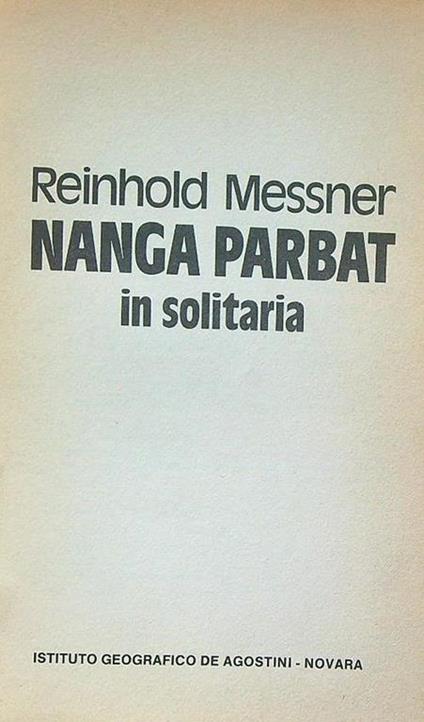 Reinhold Messner
NANGA PARBAT
in solitaria
ISTITUTO GEOGRAFICO DE AGOSTINI - NOVARA